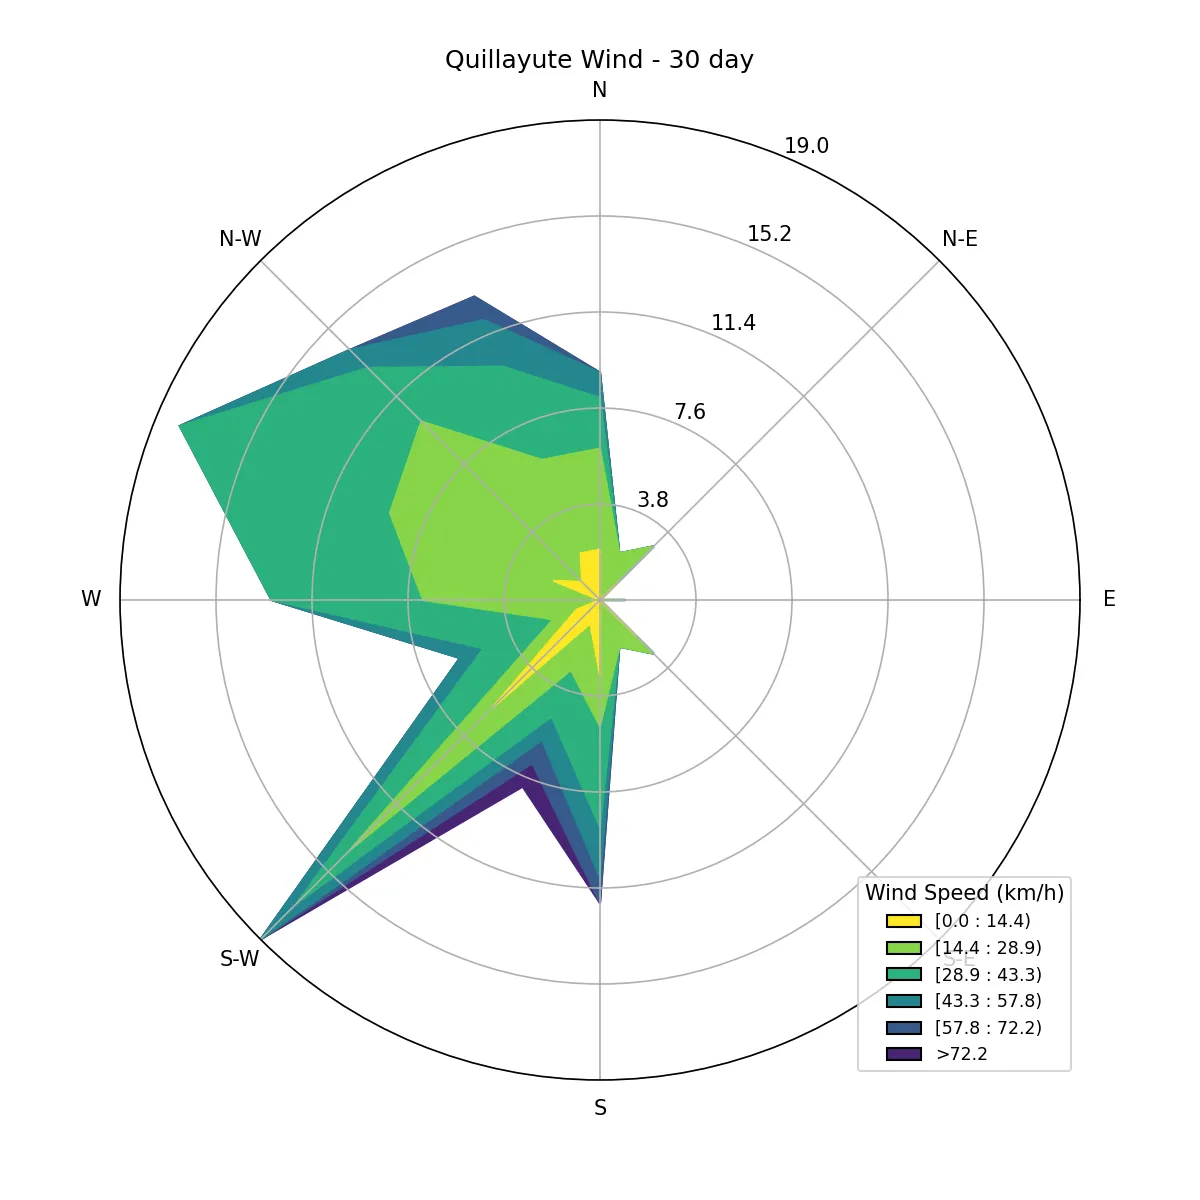 Quillayute Wind - 30 day
N
19.0
15.2
N-W
N-E
11.4
7.6
3.8
W
E
Wind Speed (km/h)
[0.0 : 14.4)
[14.4 : 28.9)
S-W
S-E
[28.9 : 43.3)
[43.3 : 57.8)
[57.8 : 72.2)
>72.2
S